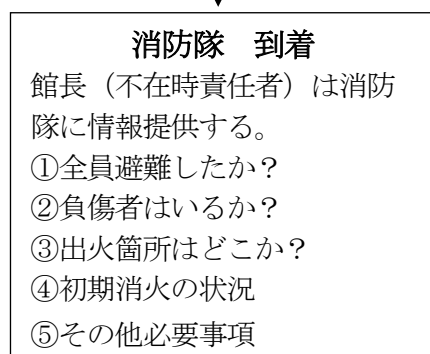 消防隊　到着
館長（不在時責任者）は消防
隊に情報提供する。
①全員避難したか？
②負傷者はいるか？
③出火箇所はどこか？
④初期消火の状況
⑤その他必要事項